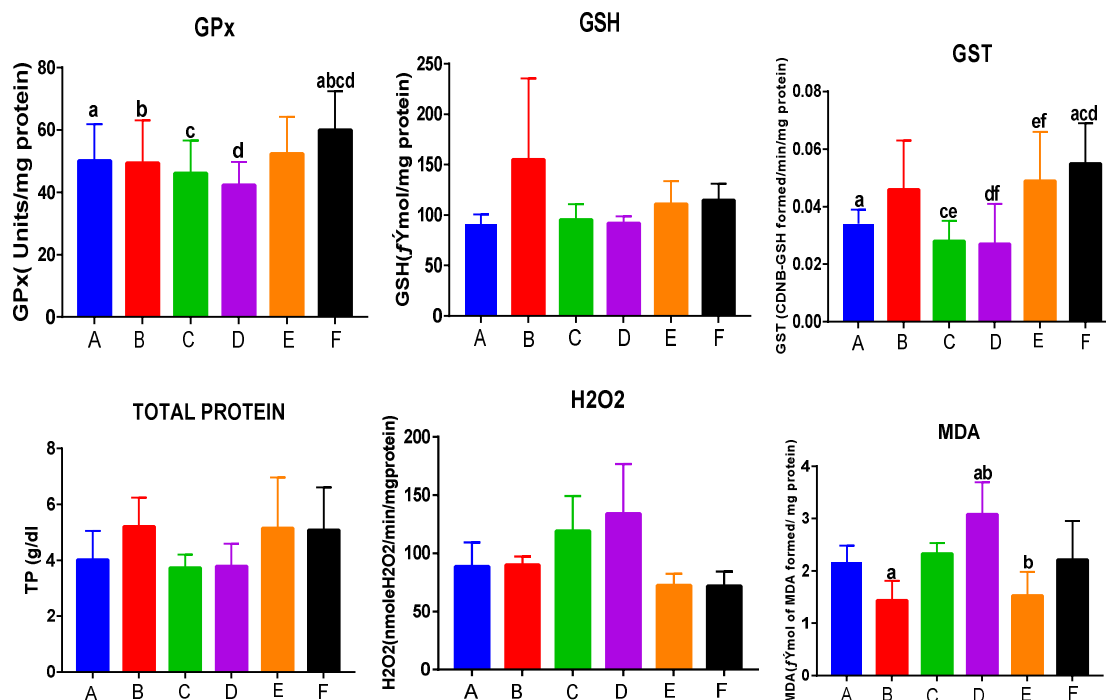 GPx
GPx( Units/mg protein)
80
60
40
20
0
a
b
c
d
abcd
A B C D E F
GSH
GSH(ƒÝmol/mg protein)
250
200
150
100
50
0
A B C D E F
GST
GST (CDNB-GSH formed/min/mg protein)
0.08
0.06
0.04
0.02
0.00
a
ce
df
ef
acd
A B C D E F
TOTAL PROTEIN
TP (g/dl)
8
6
4
2
0
A B C D E F
H2O2
H2O2(nmoleH2O2/min/mgprotein)
200
150
100
50
0
A B C D E F
MDA
MDA(ƒÝmol of MDA formed/ mg protein)
4
3
2
1
0
a
ab
b
A B C D E F